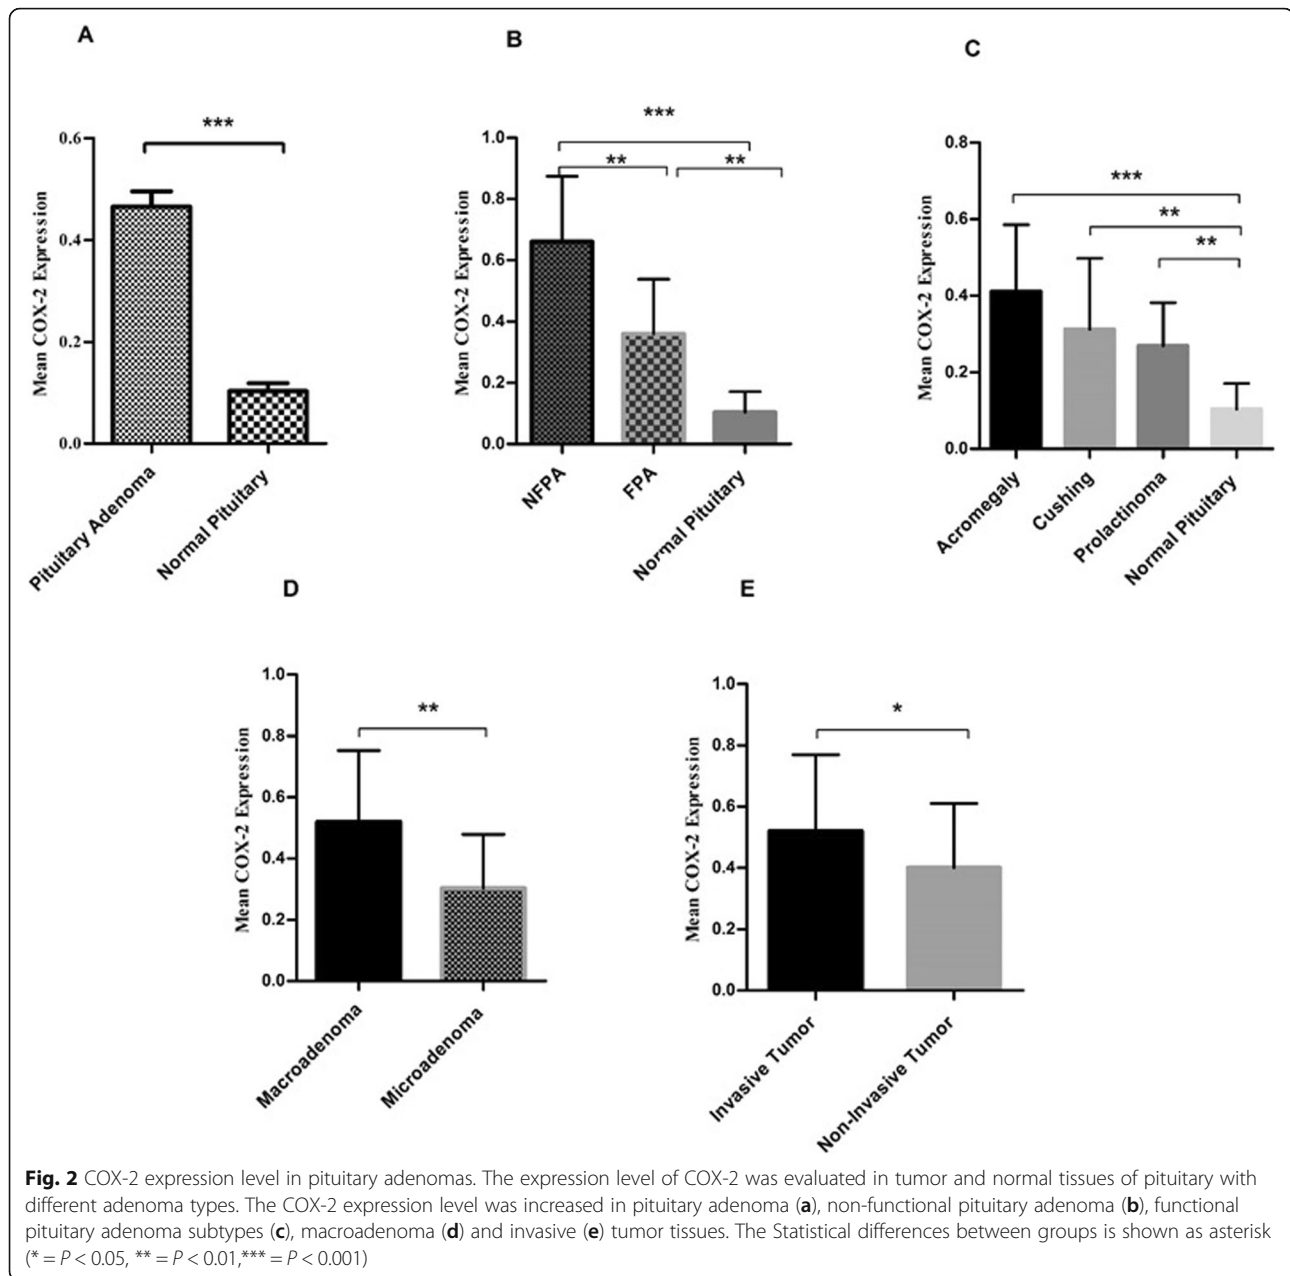 A
Mean COX-2 Expression
0.6
0.4
0.2
0.0
***
Pituitary Adenoma
Normal Pituitary
B
Mean COX-2 Expression
1.0
0.8
0.6
0.4
0.2
0.0
***
**
**
NFPA
FPA
Normal Pituitary
C
Mean COX-2 Expression
0.8
0.6
0.4
0.2
0.0
***
**
**
Acromegaly
Cushing
Prolactinoma
Normal Pituitary
D
Mean COX-2 Expression
1.0
0.8
0.6
0.4
0.2
0.0
**
Macroadenoma
Microadenoma
E
Mean COX-2 Expression
1.0
0.8
0.6
0.4
0.2
0.0
*
Invasive Tumor
Non-Invasive Tumor
Fig. 2 COX-2 expression level in pituitary adenomas. The expression level of COX-2 was evaluated in tumor and normal tissues of pituitary with
different adenoma types. The COX-2 expression level was increased in pituitary adenoma (a), non-functional pituitary adenoma (b), functional
pituitary adenoma subtypes (c), macroadenoma (d) and invasive (e) tumor tissues. The Statistical differences between groups is shown as asterisk
(* = P < 0.05, ** = P < 0.01,*** = P < 0.001)